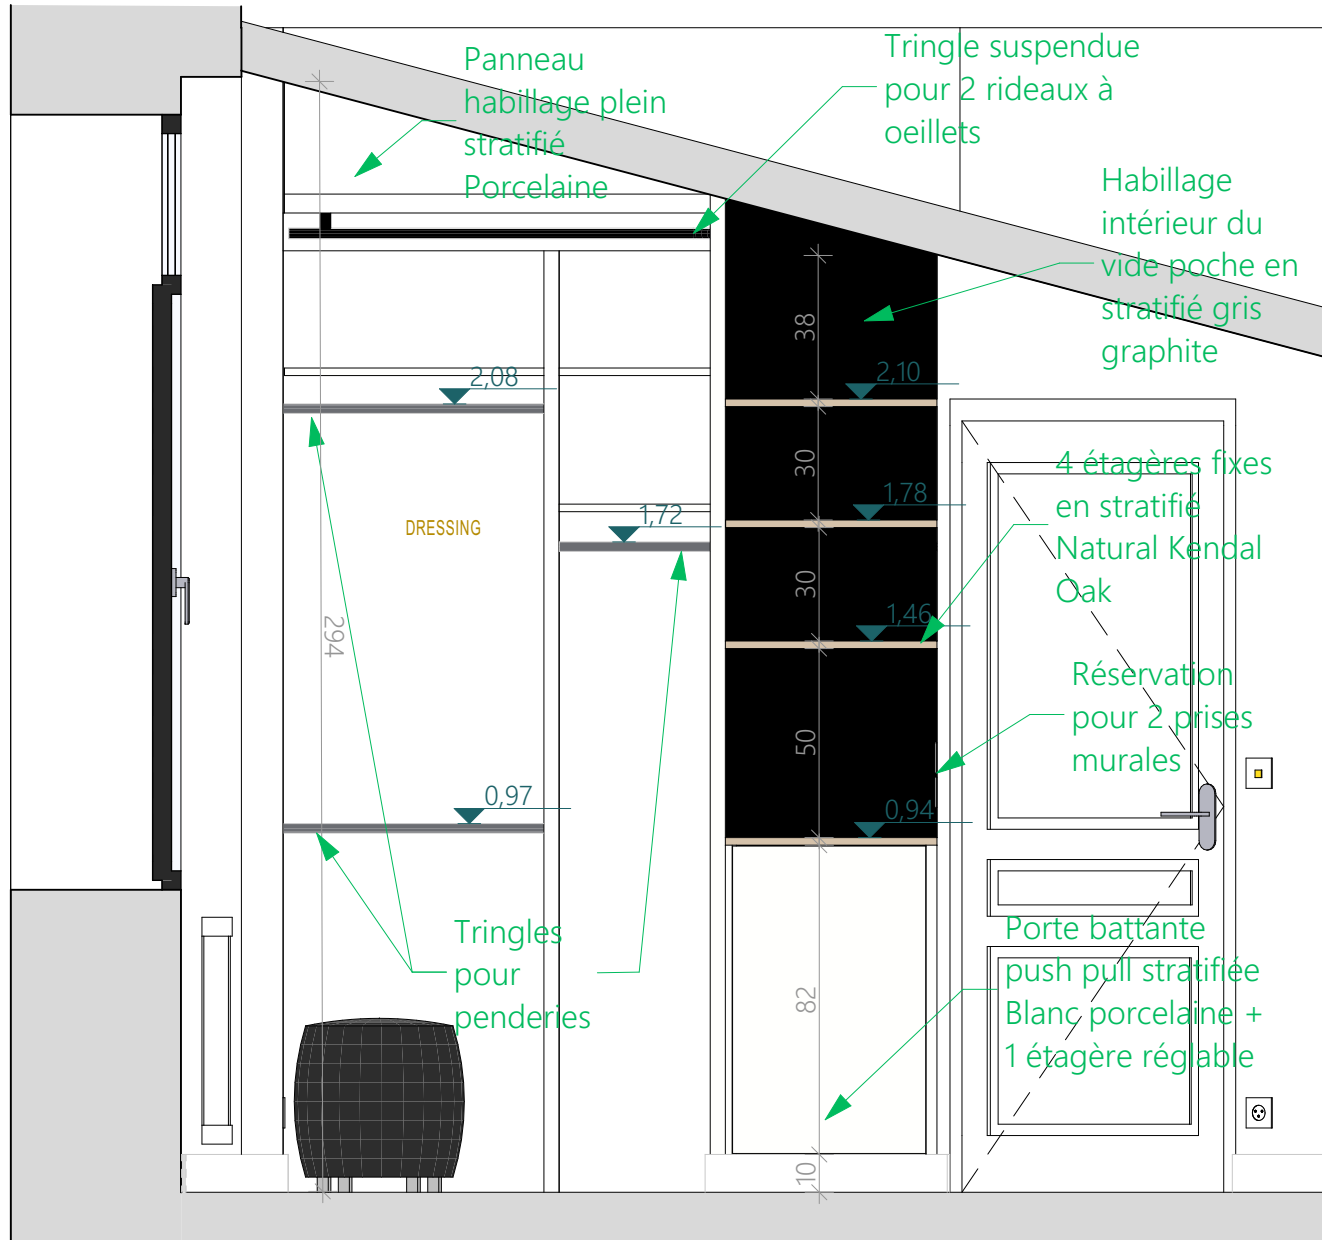 Panneau
habillage plein
stratifié
Porcelaine
Tringle suspendue
pour 2 rideaux à
oeillets
Habillage
intérieur du
vide poche en
stratifié gris
graphite
38
2,08
2,10
30
4 étagères fixes
en stratifié
Natural Kendal
Oak
1,78
1,72
DRESSING
30
1,46
294
Réservation
pour 2 prises
murales
50
0,97
0,94
Tringles
pour
penderies
Porte battante
push pull stratifiée
Blanc porcelaine +
1 étagère réglable
82
10